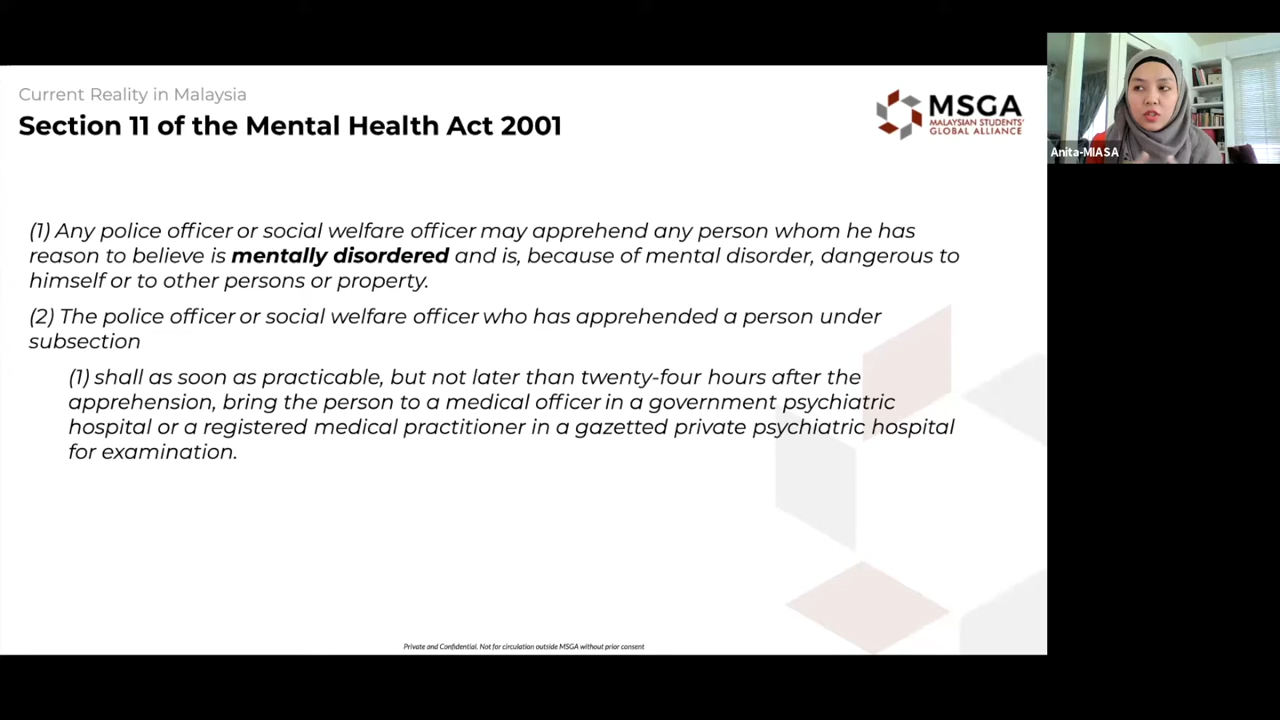 Current Reality in Malaysia
Section 11 of the Mental Health Act 2001
MSGA
MALAYSIAN STUDENTS'
GLOBAL ALLIANCE
Anita-MIASA
(1) Any police officer or social welfare officer may apprehend any person whom he has
reason to believe is mentally disordered and is, because of mental disorder, dangerous to
himself or to other persons or property.
(2) The police officer or social welfare officer who has apprehended a person under
subsection
(1) shall as soon as practicable, but not later than twenty-four hours after the
apprehension, bring the person to a medical officer in a government psychiatric
hospital or a registered medical practitioner in a gazetted private psychiatric hospital
for examination.
Private and Confidential. Not for circulation outside MSGA without prior consent